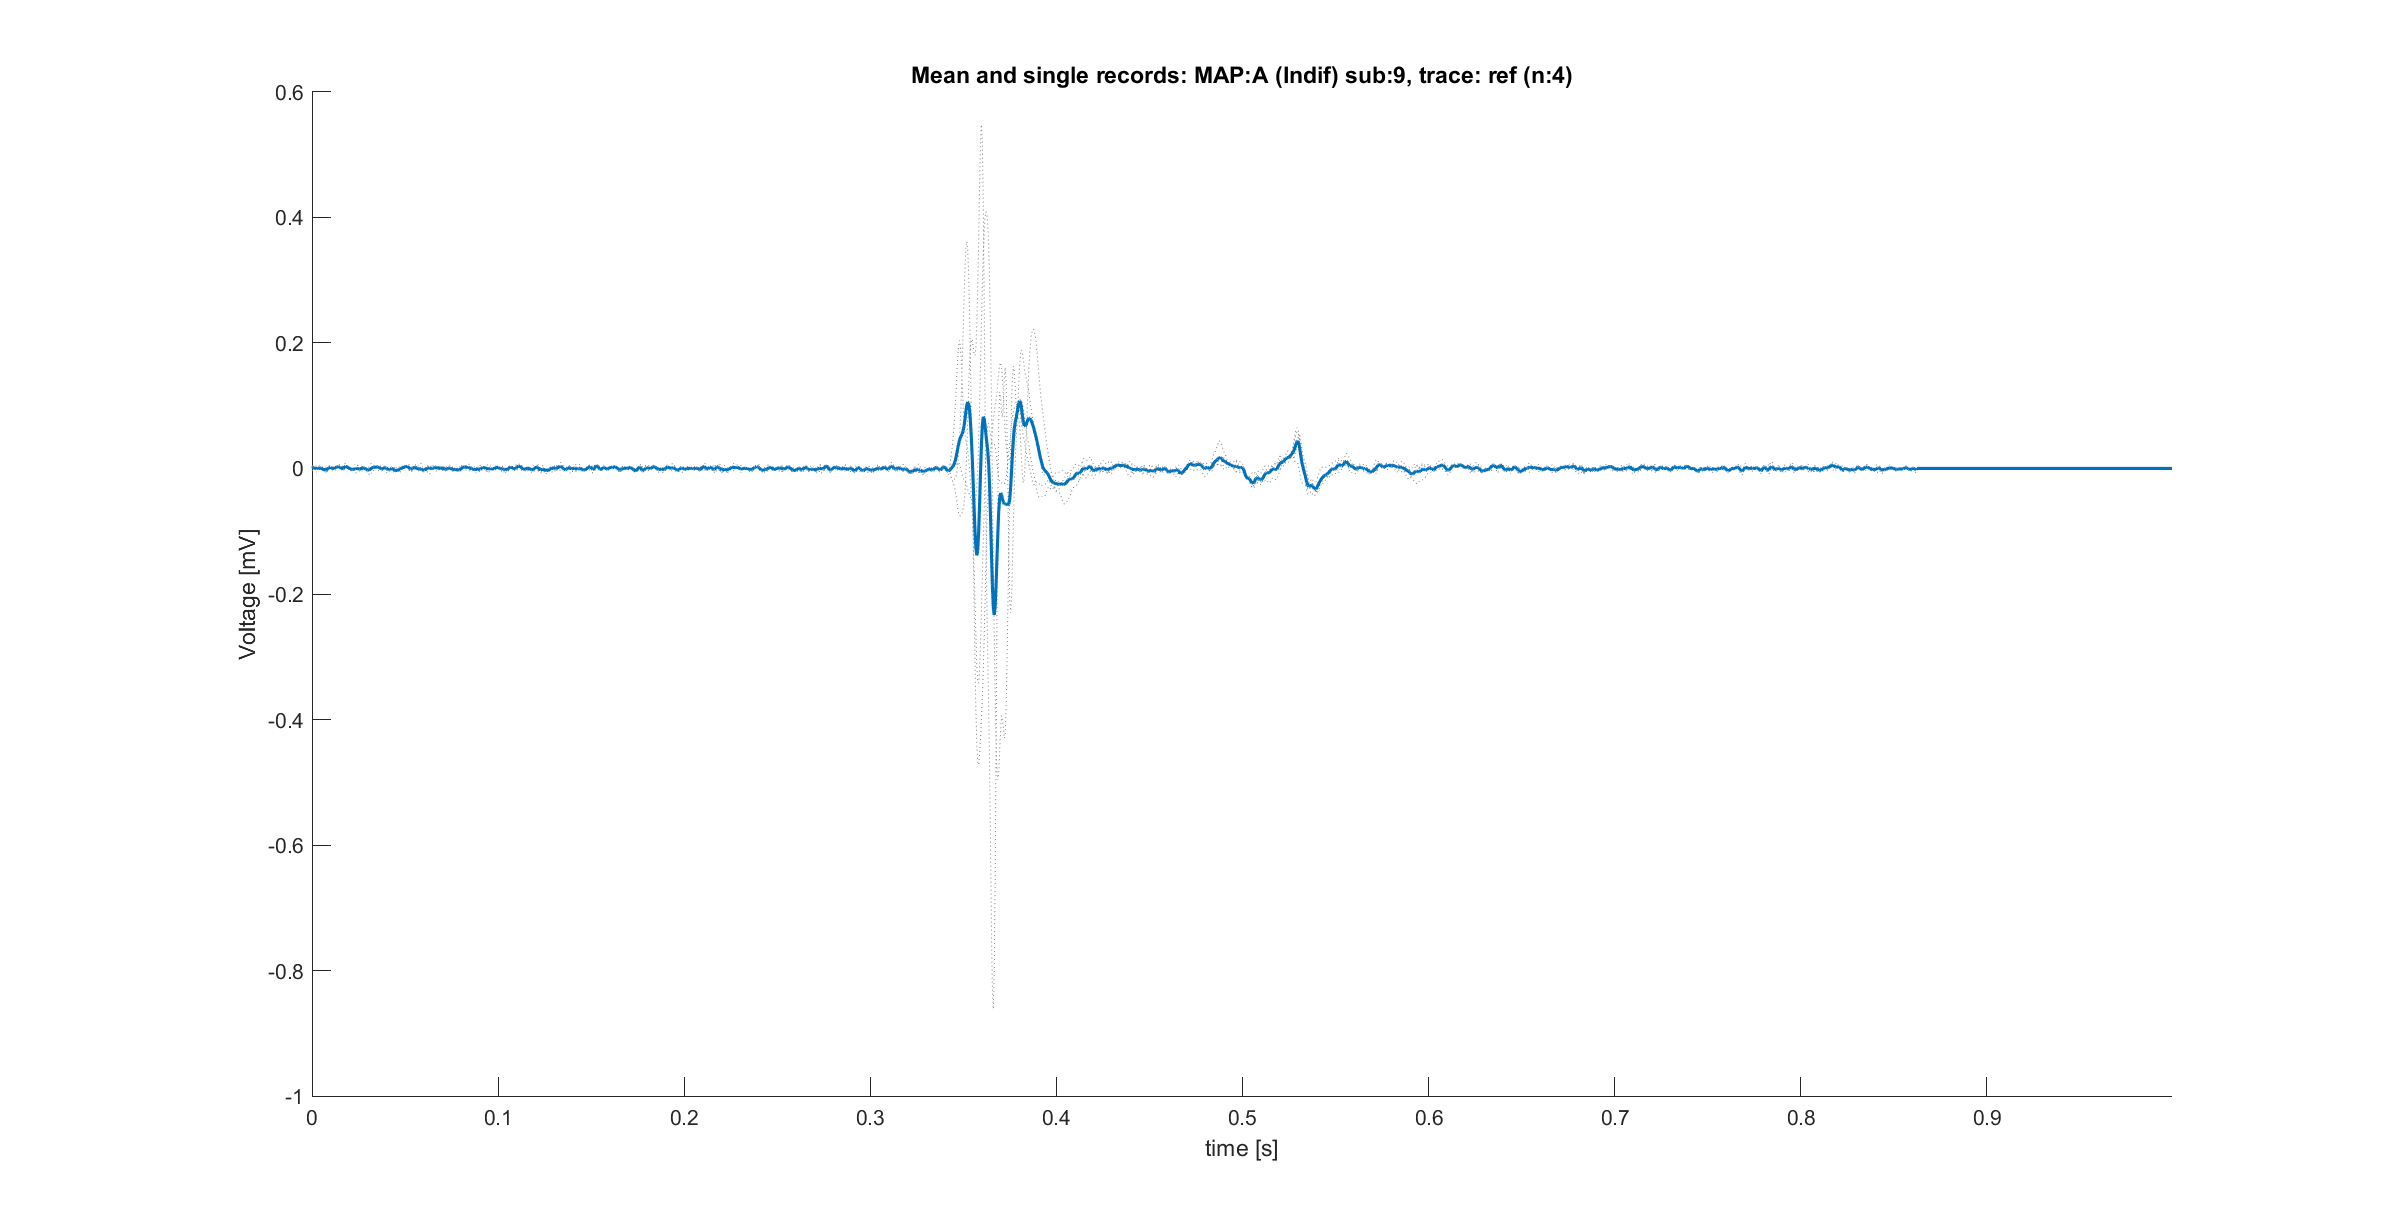 Mean and single records: MAP:A (Indif) sub:9, trace: ref (n:4)
0.6
0.4
0.2
0
-0.2
-0.4
-0.6
-0.8
-1
Voltage [mV]
0 0.1 0.2 0.3 0.4 0.5 0.6 0.7 0.8 0.9
time [s]